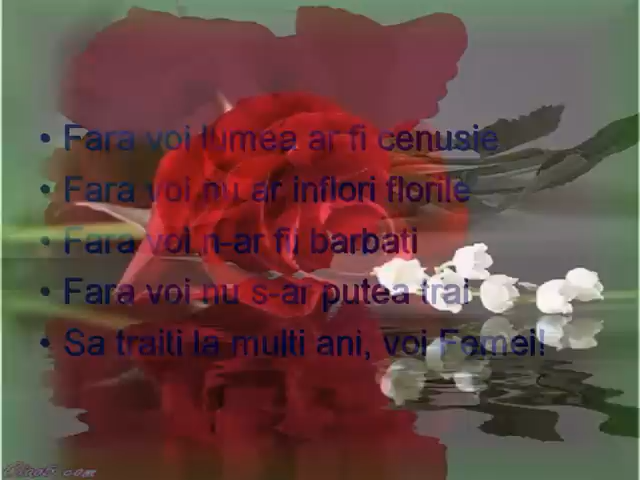 • Fara voi lumea ar fi cenusie
• Fara voi nu ar inflori florile
• Fara voi n-ar fi barbati
• Fara voi nu s-ar putea trai
• Sa traiti la multi ani, voi Femei!